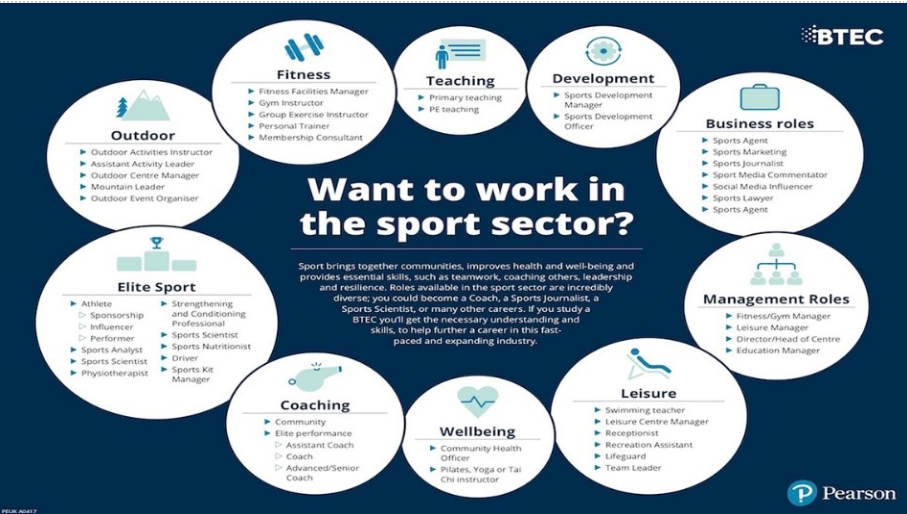 BTEC
Fitness
Fitness Facilities Manager
Gym Instructor
Group Exercise Instructor
Personal Trainer
Membership Consultant
Teaching
Primary teaching
PE teaching
Development
Sports Development
Manager
Sports Development
Officer
Outdoor
Outdoor Activities Instructor
Assistant Activity Leader
Outdoor Centre Manager
Mountain Leader
Outdoor Event Organiser
Business roles
Sports Agent
Sports Marketing
Sports Journalist
Sport Media Commentator
Social Media Influencer
Sports Lawyer
Sports Agent
Want to work in
the sport sector?
Sport brings together communities, improves health and well-being and
provides essential skills, such as teamwork, coaching others, leadership
and resilience. Roles available in the sport sector are incredibly
diverse; you could become a Coach, a Sports Journalist, a
Sports Scientist, or many other careers. If you study a
BTEC you'll get the necessary understanding and
skills, to help further a career in this fast-
paced and expanding industry.
Elite Sport
Athlete
Sponsorship
Influencer
Performer
Sports Analyst
Sports Scientist
Physiotherapist
Strengthening
and Conditioning
Professional
Sports Scientist
Sports Nutritionist
Driver
Sports Kit
Manager
Management Roles
Fitness/Gym Manager
Leisure Manager
Director/Head of Centre
Education Manager
Coaching
Community
Elite performance
Assistant Coach
Coach
Advanced/Senior
Coach
Wellbeing
Community Health
Officer
Pilates, Yoga or Tai
Chi instructor
Leisure
Swimming teacher
Leisure Centre Manager
Receptionist
Recreation Assistant
Lifeguard
Team Leader
Pearson
PEUK A0417